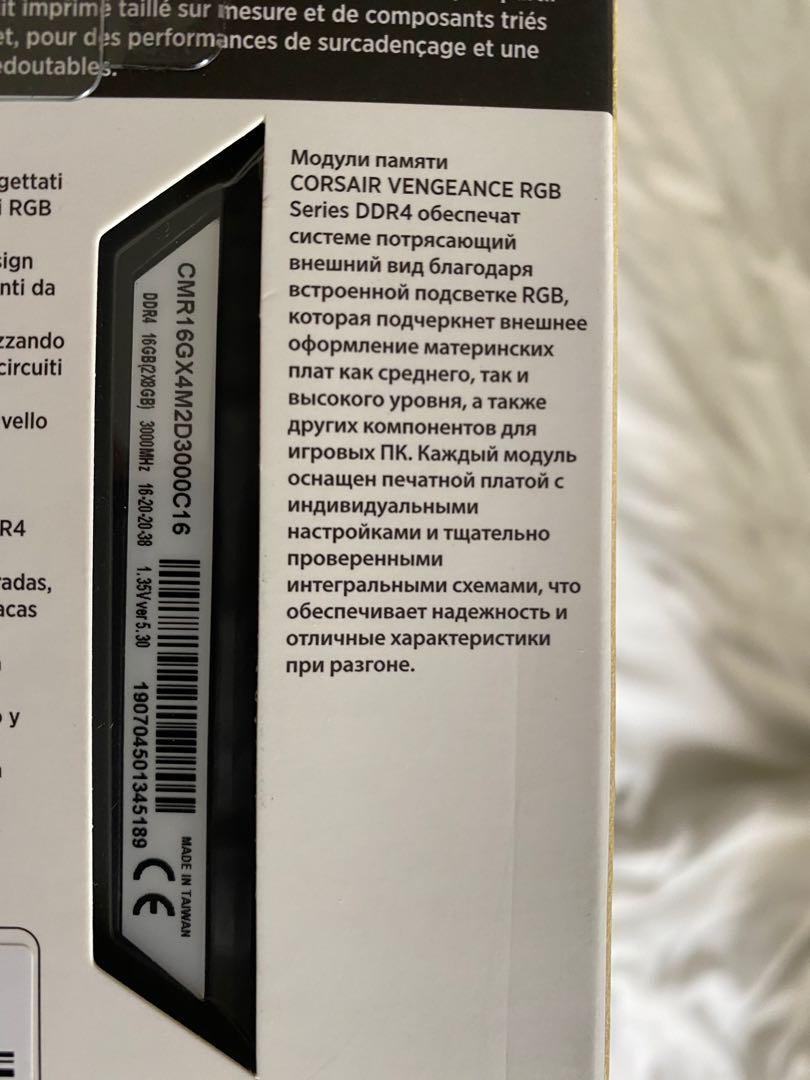 it imprimé taillé sur mesure et de composants triés
et, pour des performances de surcadençage et une
edoutables.
gettati
i RGB
sign
nti da
zzando
circuiti
vello
R4
radas,
acas
o y
CMR16GX4M2D3000C16
DDR4 16GB(2X8GB) 3000MHz 16-20-20-38 1.35V ver5.30
190704501345189
MADE IN TAIWAN
CE
Модули памяти
CORSAIR VENGEANCE RGB
Series DDR4 обеспечат
системе потрясающий
внешний вид благодаря
встроенной подсветке RGB,
которая подчеркнет внешнее
оформление материнских
плат как среднего, так и
высокого уровня, а также
других компонентов для
игровых ПК. Каждый модуль
оснащен печатной платой с
индивидуальными
настройками и тщательно
проверенными
интегральными схемами, что
обеспечивает надежность и
отличные характеристики
при разгоне.